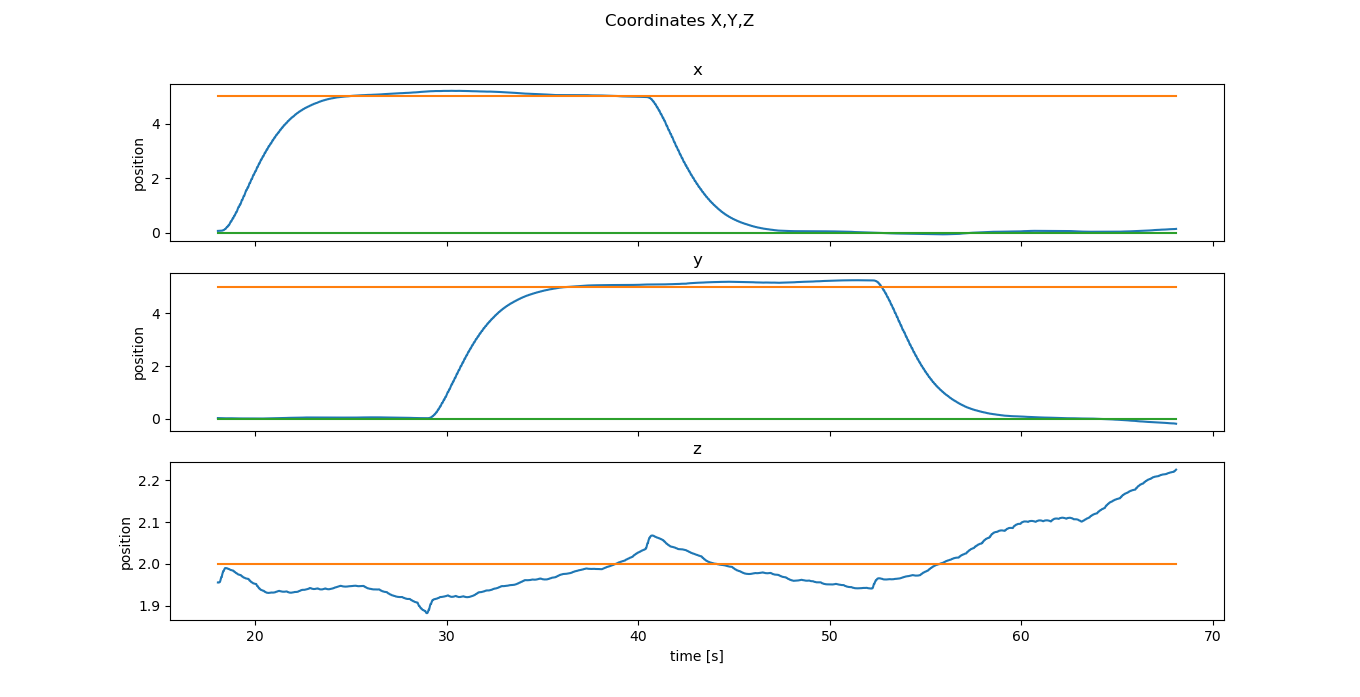 Coordinates X,Y,Z
x
position
4
2
0
y
position
4
2
0
z
position
2.2
2.1
2.0
1.9
20 30 40 50 60 70
time [s]